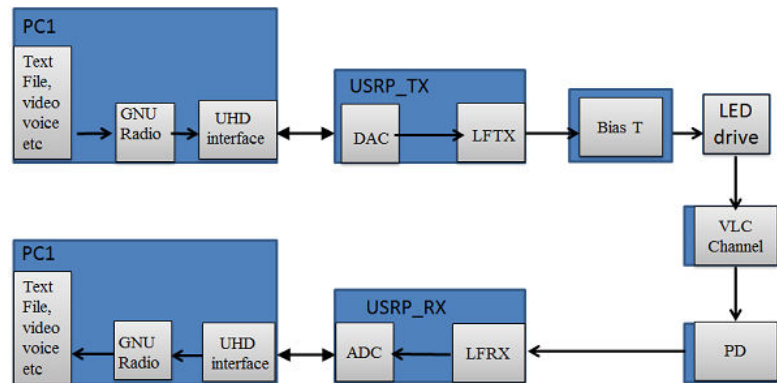 PC1
Text
File,
video
voice
etc
GNU
Radio
UHD
interface
USRP_TX
DAC
LFTX
Bias T
LED
drive
VLC
Channel
PD
PC1
Text
File,
video
voice
etc
GNU
Radio
UHD
interface
USRP_RX
ADC
LFRX